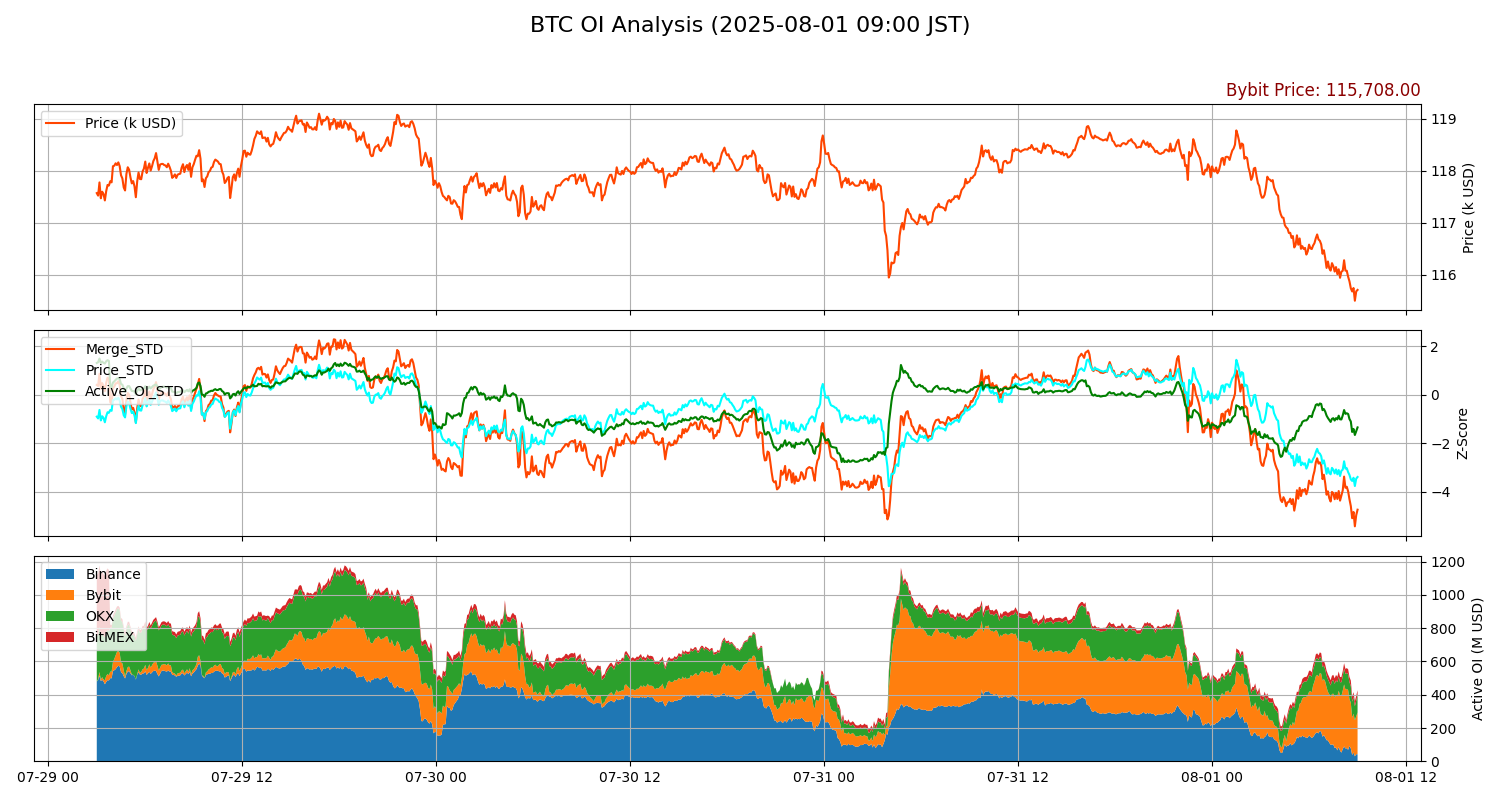 BTC OI Analysis (2025-08-01 09:00 JST)
Bybit Price: 115,708.00
Price (k USD)
119
118
117
116
Price (k USD)
Merge_STD
Price_STD
Active_OI_STD
2
0
−2
−4
Z-Score
Binance
Bybit
OKX
BitMEX
1200
1000
800
600
400
200
0
Active OI (M USD)
07-29 00
07-29 12
07-30 00
07-30 12
07-31 00
07-31 12
08-01 00
08-01 12